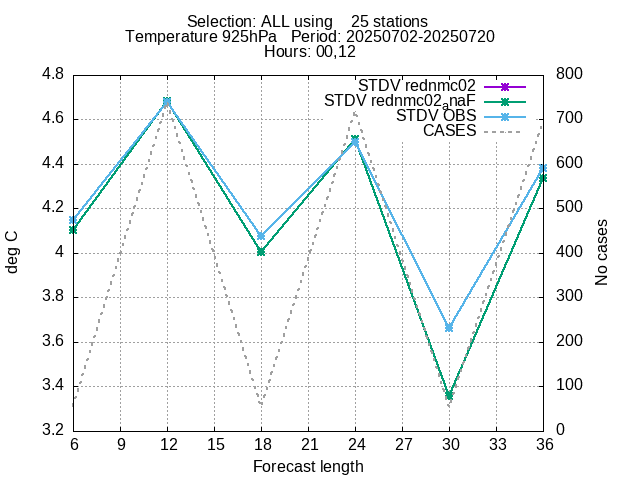 Selection: ALL using    25 stations
Temperature 925hPa   Period: 20250702-20250720
Hours: 00,12
STDV rednmc02
STDV rednmc02anaF
STDV OBS
CASES
4.8
4.6
4.4
4.2
4
3.8
3.6
3.4
3.2
deg C
800
700
600
500
400
300
200
100
0
No cases
6 9 12 15 18 21 24 27 30 33 36
Forecast length